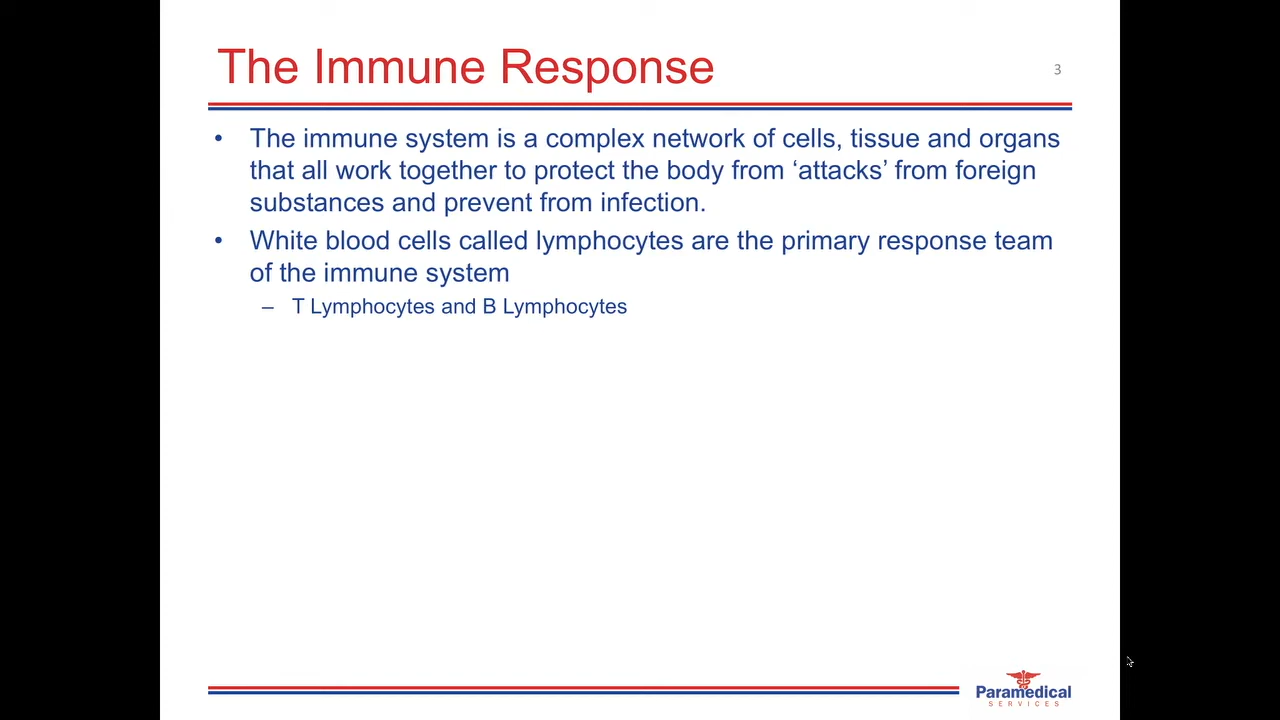 The Immune Response
3
• The immune system is a complex network of cells, tissue and organs
that all work together to protect the body from ‘attacks’ from foreign
substances and prevent from infection.
• White blood cells called lymphocytes are the primary response team
of the immune system
– T Lymphocytes and B Lymphocytes
Paramedical
SERVICES